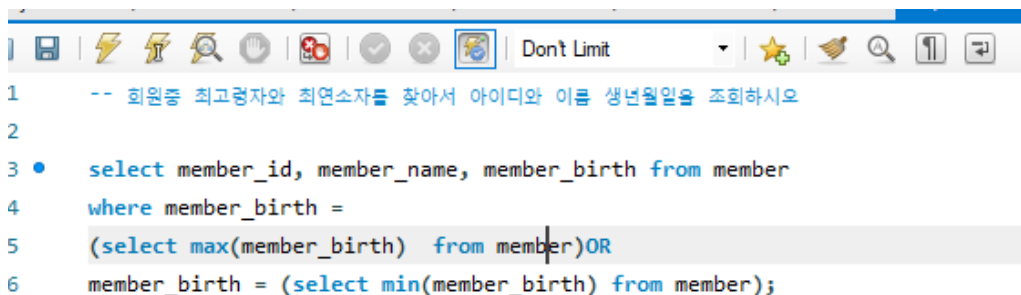 Don't Limit
1 -- 회원중 최고령자와 최연소자를 찾아서 아이디와 이름 생년월일을 조회하시오
2
3 select member_id, member_name, member_birth from member
4 where member_birth =
5 (select max(member_birth)  from member)OR
6 member_birth = (select min(member_birth) from member);